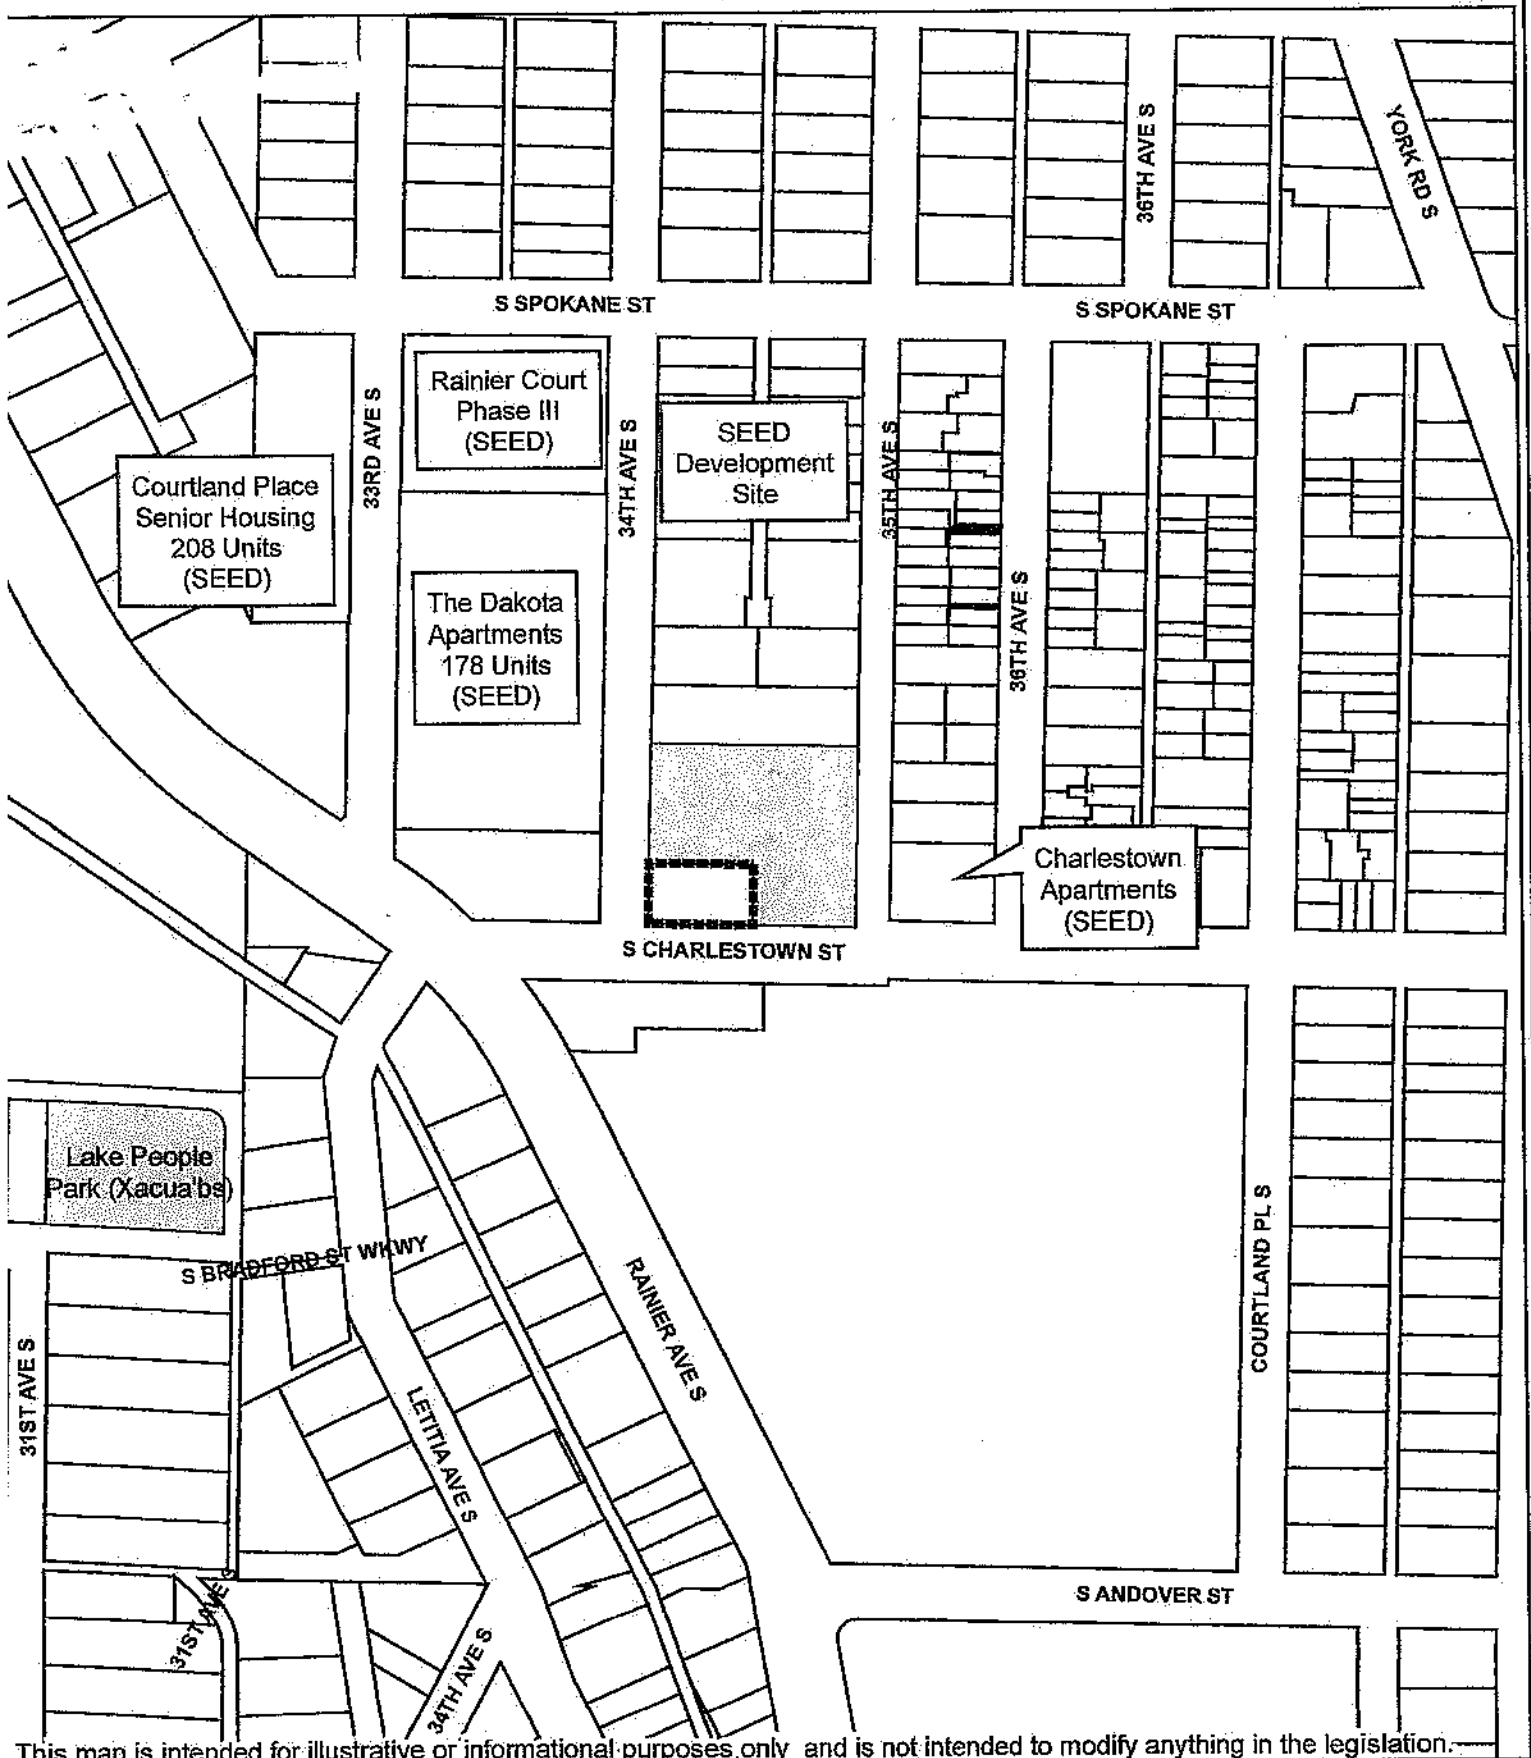 36TH AVE S
YORK RD S
S SPOKANE ST
S SPOKANE ST
Rainier Court
Phase III
(SEED)
33RD AVE S
34TH AVE S
SEED
Development
Site
35TH AVE S
Courtland Place
Senior Housing
208 Units
(SEED)
The Dakota
Apartments
178 Units
(SEED)
36TH AVE S
Charlestown
Apartments
(SEED)
S CHARLESTOWN ST
Lake People
Park (Xacua'bs)
S BRADFORD ST WKWY
RAINIER AVE S
COURTLAND PL S
31ST AVE S
LETITIA AVE S
S ANDOVER ST
31ST AVE S
34TH AVE S
This map is intended for illustrative or informational purposes only and is not intended to modify anything in the legislation.